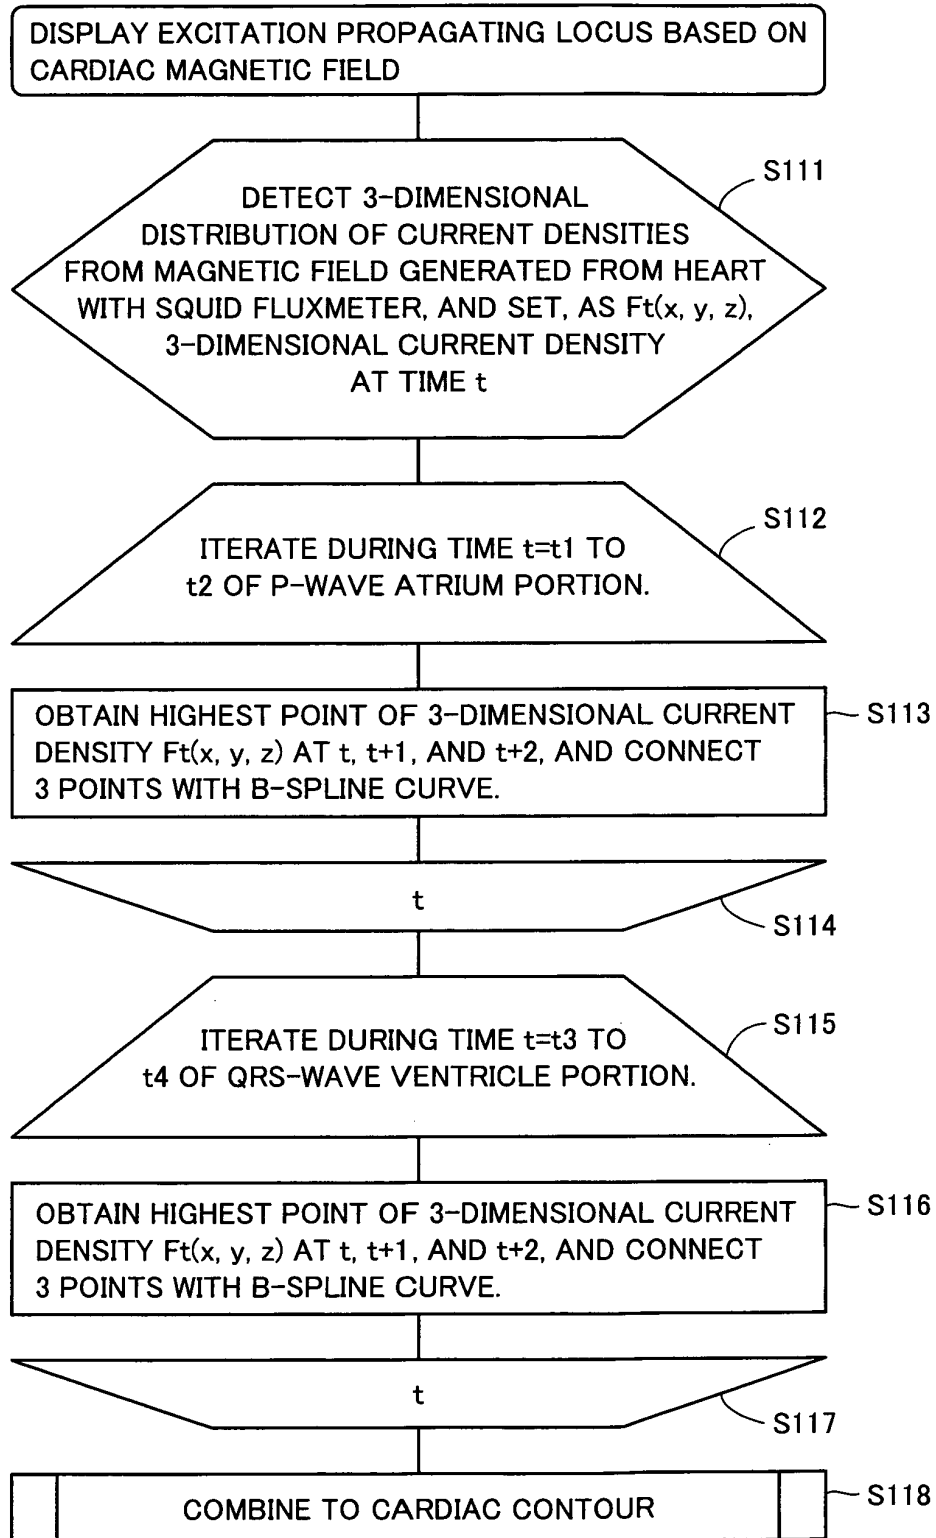 DISPLAY EXCITATION PROPAGATING LOCUS BASED ON
CARDIAC MAGNETIC FIELD
S111
DETECT 3-DIMENSIONAL
DISTRIBUTION OF CURRENT DENSITIES
FROM MAGNETIC FIELD GENERATED FROM HEART
WITH SQUID FLUXMETER, AND SET, AS Ft(x, y, z),
3-DIMENSIONAL CURRENT DENSITY
AT TIME t
S112
ITERATE DURING TIME t=t1 TO
t2 OF P-WAVE ATRIUM PORTION.
S113
OBTAIN HIGHEST POINT OF 3-DIMENSIONAL CURRENT
DENSITY Ft(x, y, z) AT t, t+1, AND t+2, AND CONNECT
3 POINTS WITH B-SPLINE CURVE.
t
S114
S115
ITERATE DURING TIME t=t3 TO
t4 OF QRS-WAVE VENTRICLE PORTION.
S116
OBTAIN HIGHEST POINT OF 3-DIMENSIONAL CURRENT
DENSITY Ft(x, y, z) AT t, t+1, AND t+2, AND CONNECT
3 POINTS WITH B-SPLINE CURVE.
t
S117
COMBINE TO CARDIAC CONTOUR
S118